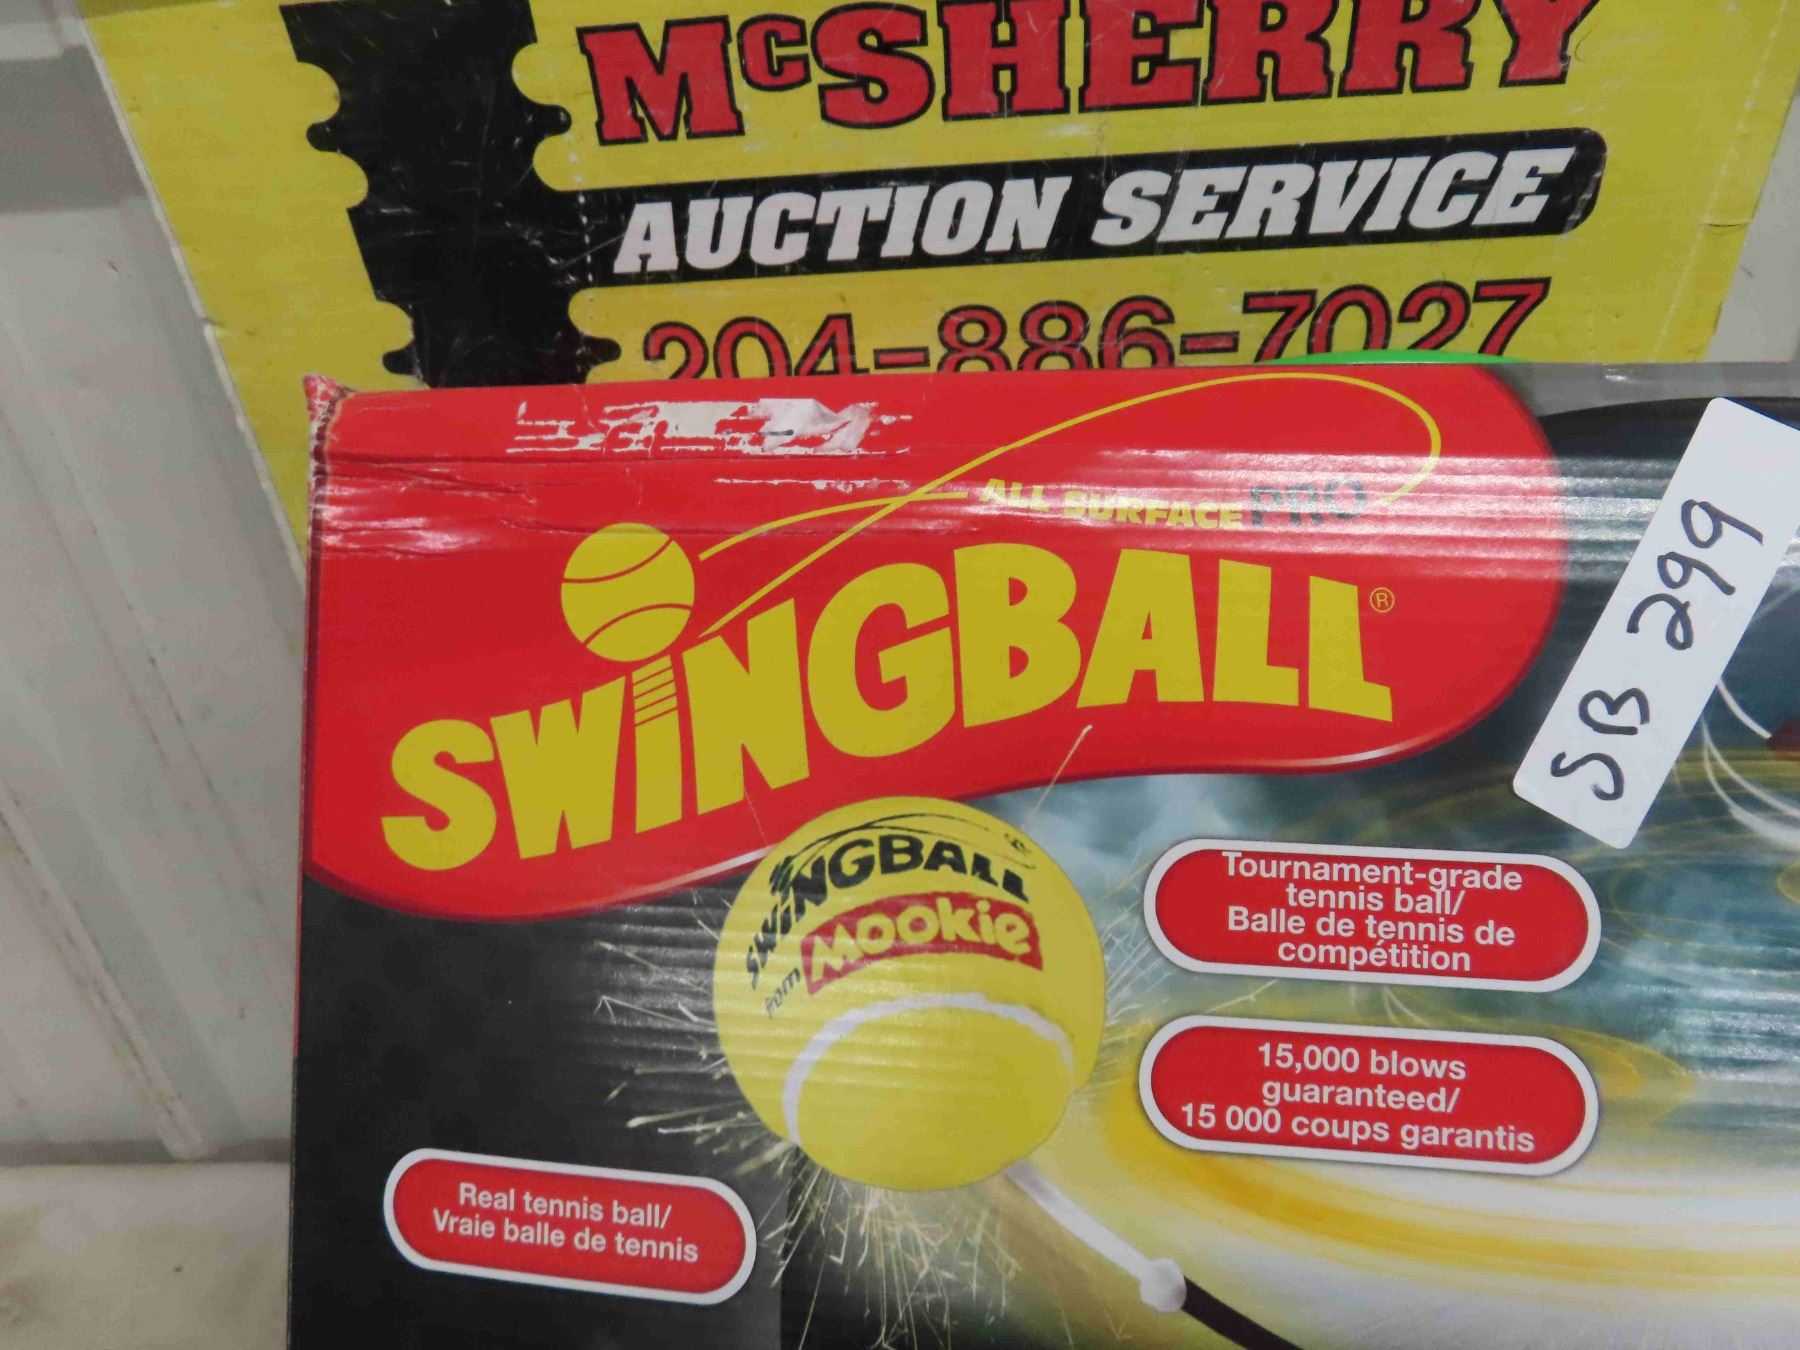 McSHERRY
AUCTION SERVICE
204-886-7027
ALL SURFACE PRO
SWiNGBALL®
SB 299
SWiNGBALL®
from Mookie
Tournament-grade
tennis ball/
Balle de tennis de
compétition
15,000 blows
guaranteed/
15 000 coups garantis
Real tennis ball/
Vraie balle de tennis